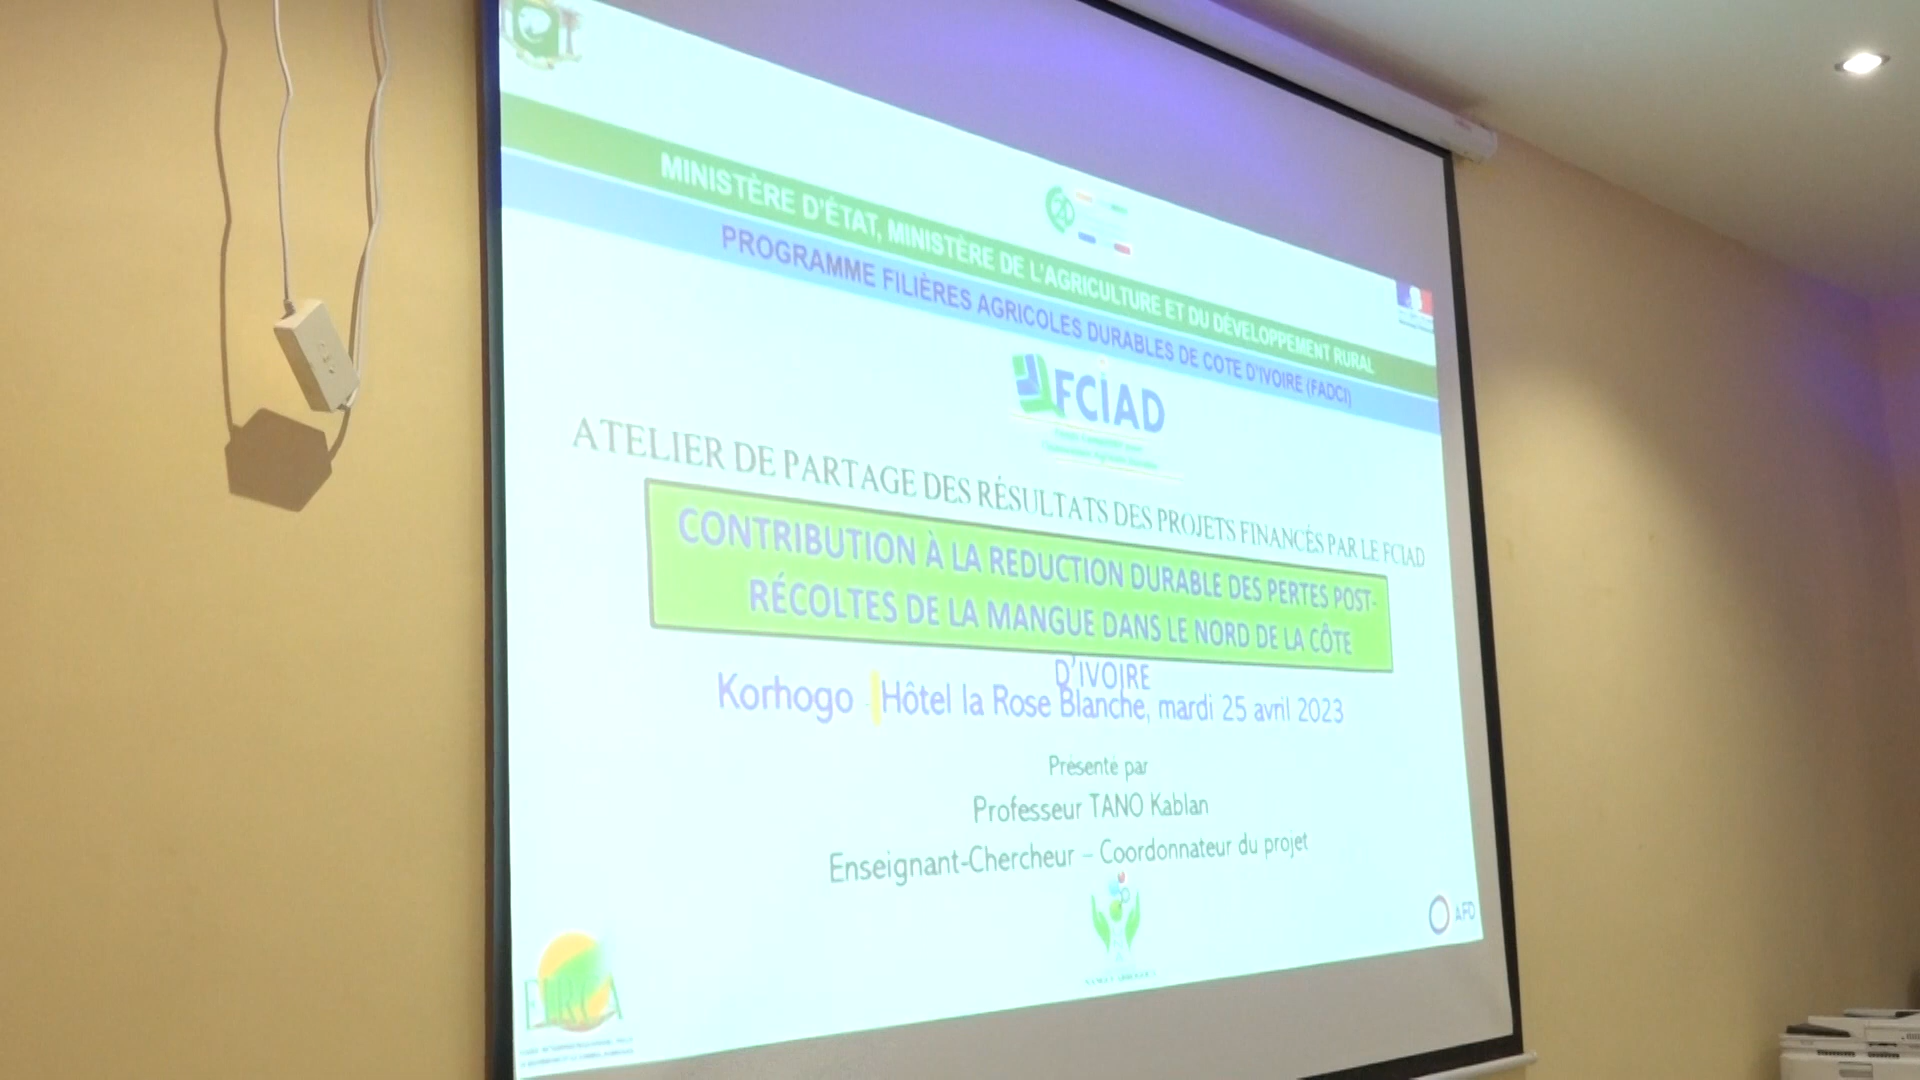 MINISTÈRE D'ÉTAT, MINISTÈRE DE L'AGRICULTURE ET DU DÉVELOPPEMENT RURAL
PROGRAMME FILIÈRES AGRICOLES DURABLES DE COTE D'IVOIRE (FADCI)
FCIAD
ATELIER DE PARTAGE DES RÉSULTATS DES PROJETS FINANCÉS PAR LE FCIAD
CONTRIBUTION À LA REDUCTION DURABLE DES PERTES POST-
RÉCOLTES DE LA MANGUE DANS LE NORD DE LA CÔTE
D'IVOIRE
Korhogo - Hôtel la Rose Blanche, mardi 25 avril 2023
Présenté par
Professeur TANO Kablan
Enseignant-Chercheur – Coordonnateur du projet
AFD
FIRCA